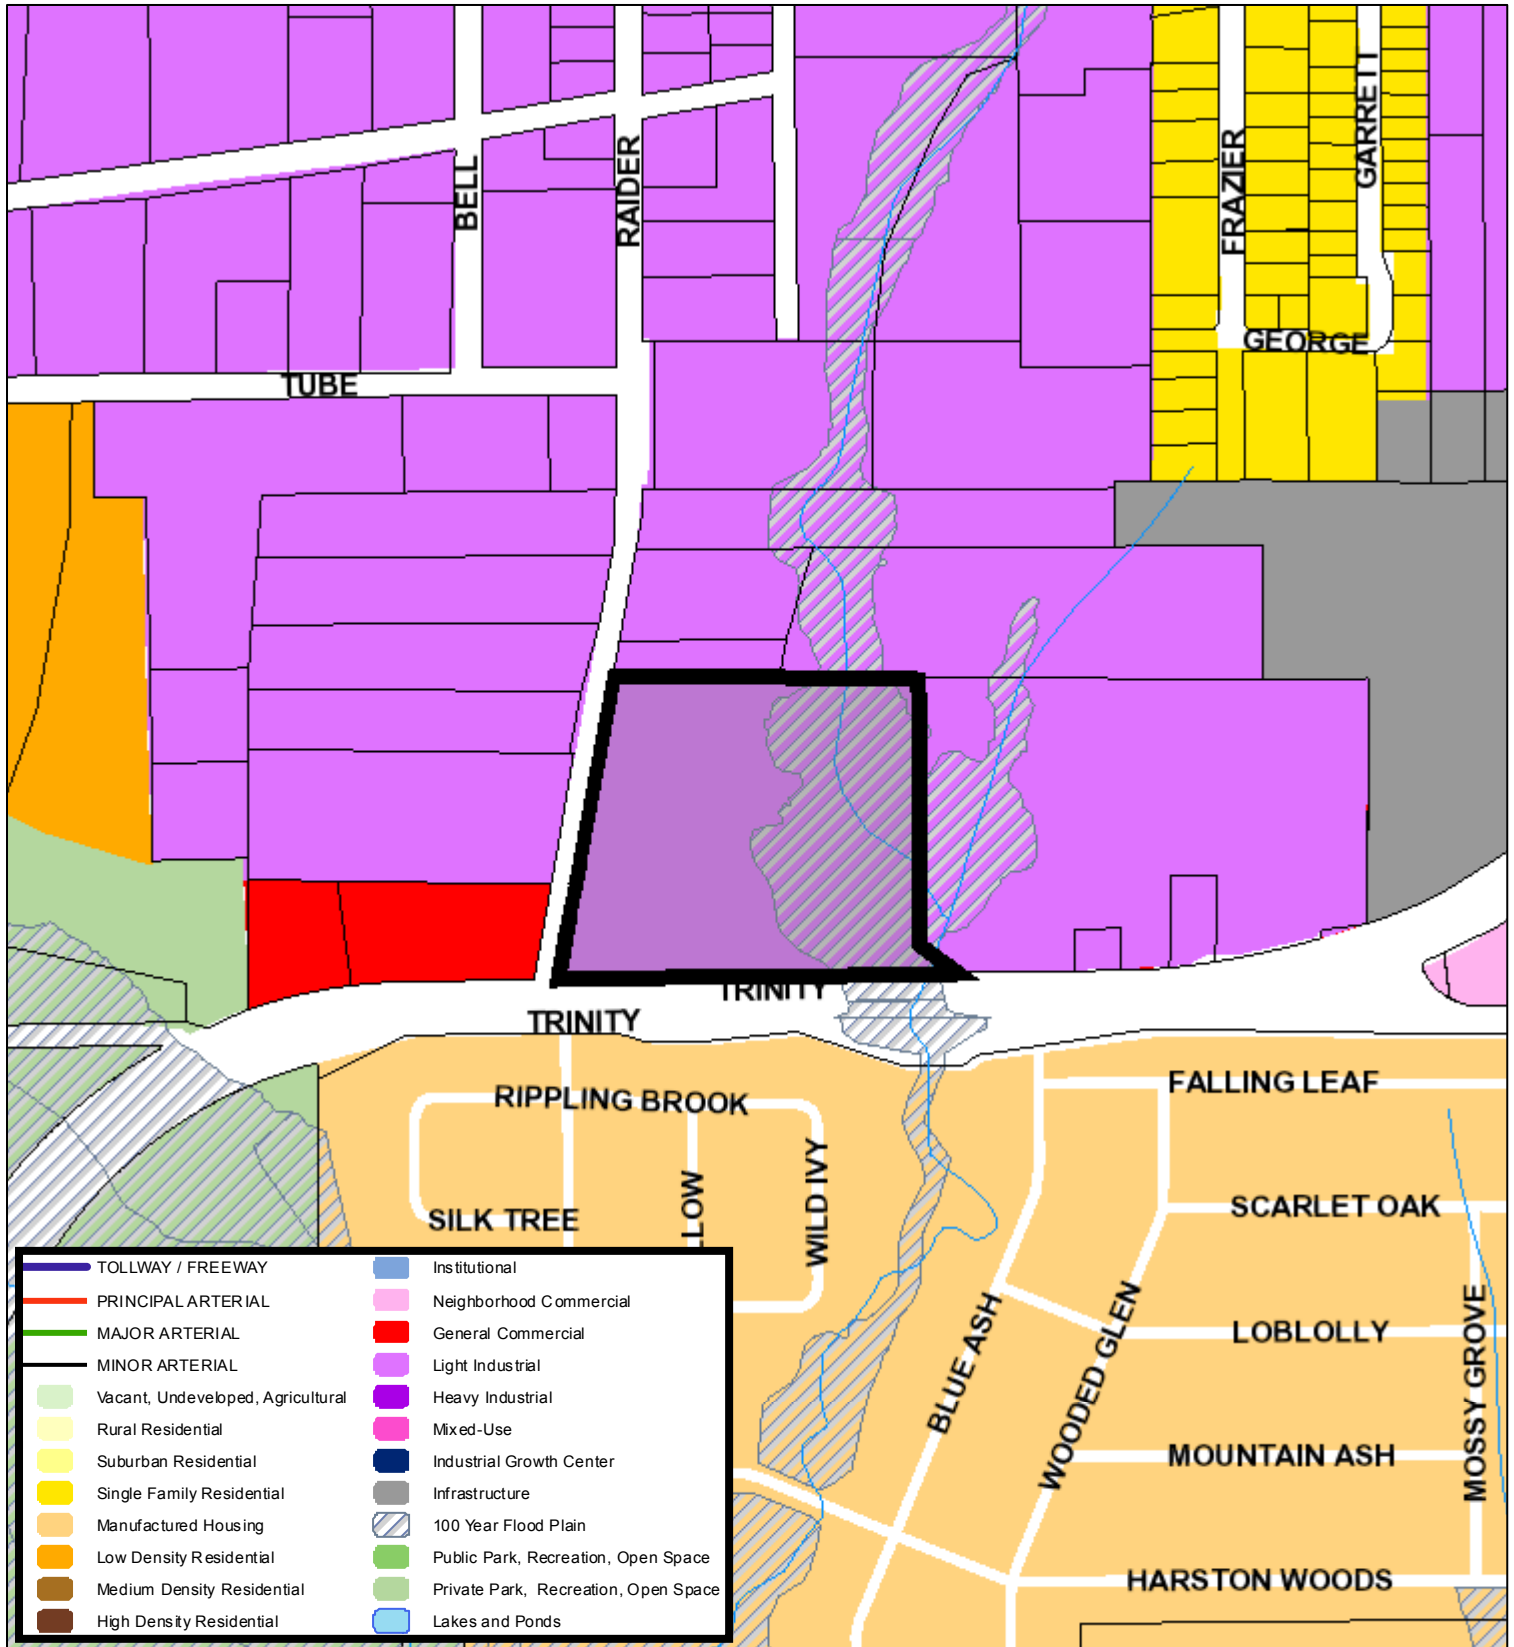 GARRETT
FRAZIER
BELL
RAIDER
GEORGE
TUBE
TRINITY
TRINITY
RIPPLING BROOK
FALLING LEAF
WILD IVY
LLOW
SILK TREE
SCARLET OAK
BLUE ASH
WOODED GLEN
LOBLOLLY
MOSSY GROVE
MOUNTAIN ASH
HARSTON WOODS
TOLLWAY / FREEWAY
PRINCIPAL ARTERIAL
MAJOR ARTERIAL
MINOR ARTERIAL
Vacant, Undeveloped, Agricultural
Rural Residential
Suburban Residential
Single Family Residential
Manufactured Housing
Low Density Residential
Medium Density Residential
High Density Residential
Institutional
Neighborhood Commercial
General Commercial
Light Industrial
Heavy Industrial
Mixed-Use
Industrial Growth Center
Infrastructure
100 Year Flood Plain
Public Park, Recreation, Open Space
Private Park, Recreation, Open Space
Lakes and Ponds